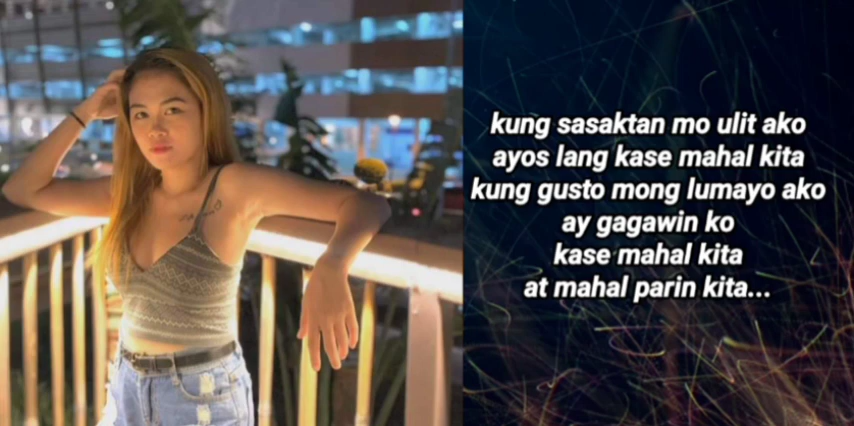 kung sasaktan mo ulit ako
ayos lang kase mahal kita
kung gusto mong lumayo ako
ay gagawin ko
kase mahal kita
at mahal parin kita...